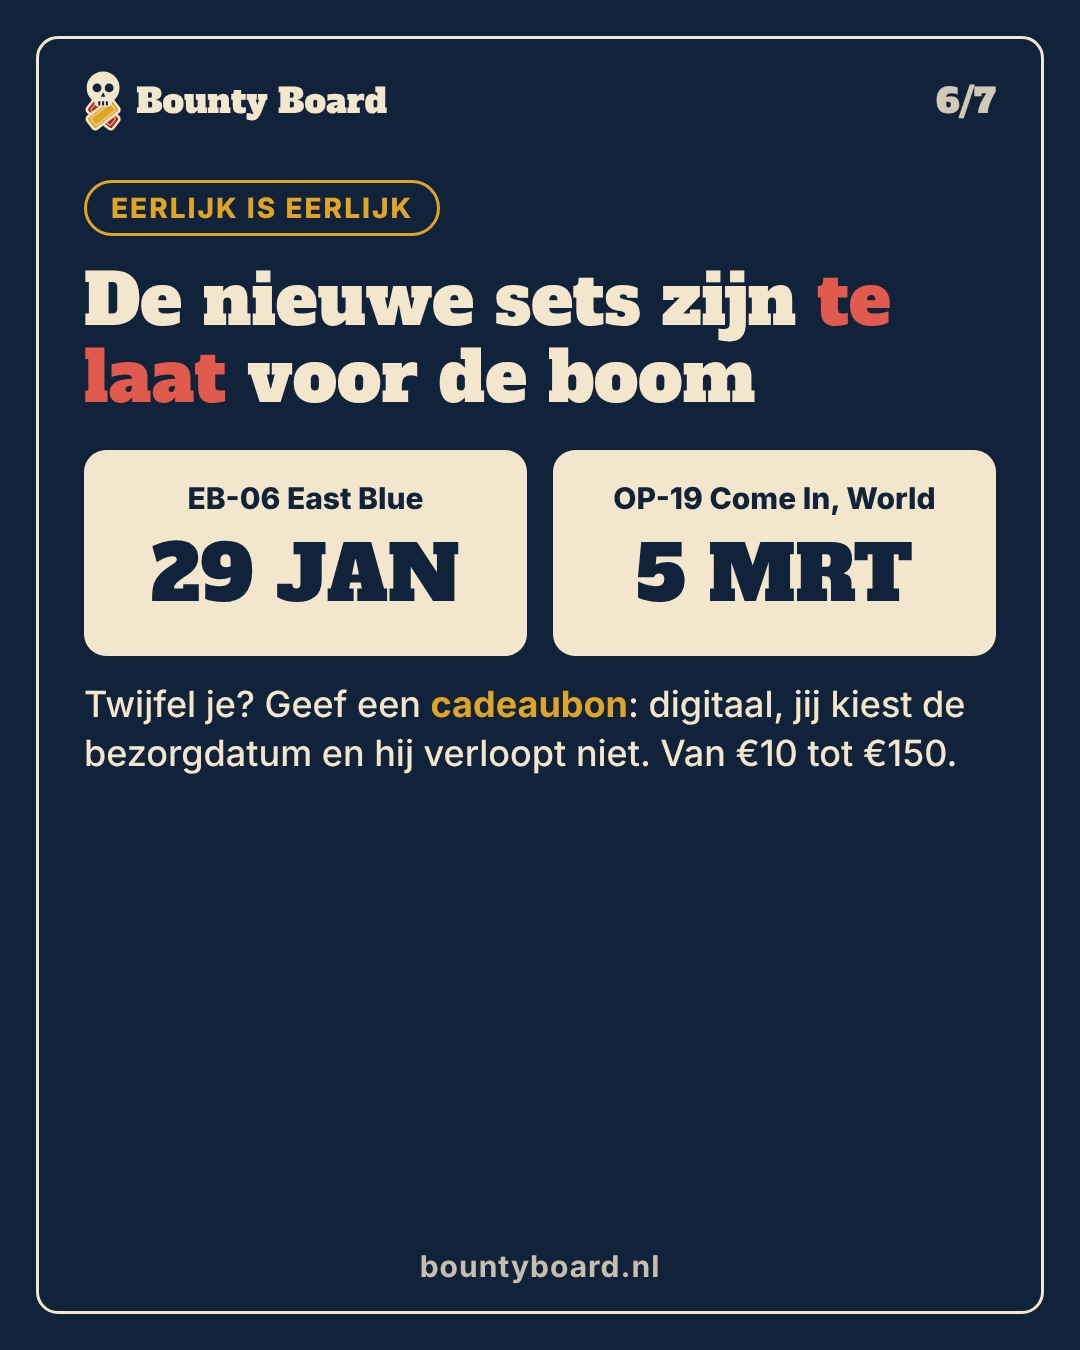 Bounty Board
6/7
EERLIJK IS EERLIJK
De nieuwe sets zijn te
laat voor de boom
EB-06 East Blue
29 JAN
OP-19 Come In, World
5 MRT
Twijfel je? Geef een cadeaubon: digitaal, jij kiest de
bezorgdatum en hij verloopt niet. Van €10 tot €150.
bountyboard.nl